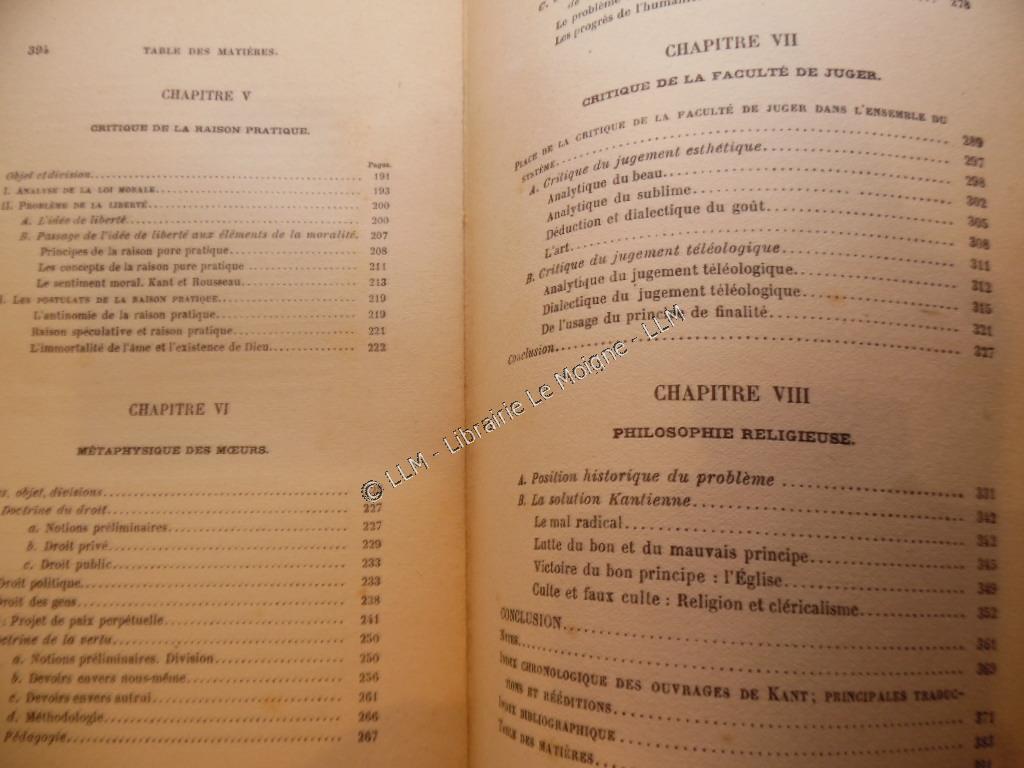 394 TABLE DES MATIÈRES.
CHAPITRE V
CRITIQUE DE LA RAISON PRATIQUE.
Pages.
Objet et division 191
I. ANALYSE DE LA LOI MORALE 193
II. PROBLÈME DE LA LIBERTÉ 200
A. L'idée de liberté 200
B. Passage de l'idée de liberté aux éléments de la moralité. 207
Principes de la raison pure pratique 208
Les concepts de la raison pure pratique 211
Le sentiment moral. Kant et Rousseau 213
I. LES POSTULATS DE LA RAISON PRATIQUE 219
L'antinomie de la raison pratique 219
Raison spéculative et raison pratique 221
L'immortalité de l'âme et l'existence de Dieu 222
CHAPITRE VI
MÉTAPHYSIQUE DES MŒURS.
objet, divisions
Doctrine du droit 227
a. Notions préliminaires 227
b. Droit privé 229
c. Droit public 233
Droit politique 233
Droit des gens 238
Projet de paix perpétuelle 241
ctrine de la vertu 250
a. Notions préliminaires. Division 250
b. Devoirs envers nous-même 256
c. Devoirs envers autrui 261
d. Méthodologie 266
Pédagogie 267
Le problème
Les progrès de l'humani 278
CHAPITRE VII
CRITIQUE DE LA FACULTÉ DE JUGER.
PLACE DE LA CRITIQUE DE LA FACULTÉ DE JUGER DANS L'ENSEMBLE DU
SYSTÈME 289
A. Critique du jugement esthétique 297
Analytique du beau 298
Analytique du sublime 302
Déduction et dialectique du goût 305
L'art 308
B. Critique du jugement téléologique 311
Analytique du jugement téléologique 312
Dialectique du jugement téléologique 315
De l'usage du principe de finalité 321
Conclusion 327
CHAPITRE VIII
PHILOSOPHIE RELIGIEUSE.
A. Position historique du problème 331
B. La solution Kantienne 342
Le mal radical 342
Lutte du bon et du mauvais principe 345
Victoire du bon principe : l'Église 349
Culte et faux culte : Religion et cléricalisme 352
CONCLUSION 361
NOTES 369
INDEX CHRONOLOGIQUE DES OUVRAGES DE KANT; PRINCIPALES TRADUC-
TIONS ET RÉÉDITIONS 371
BIBLIOGRAPHIQUE 383
TABLE DES MATIÈRES
© LLM - Librairie Le Moigne - LLM